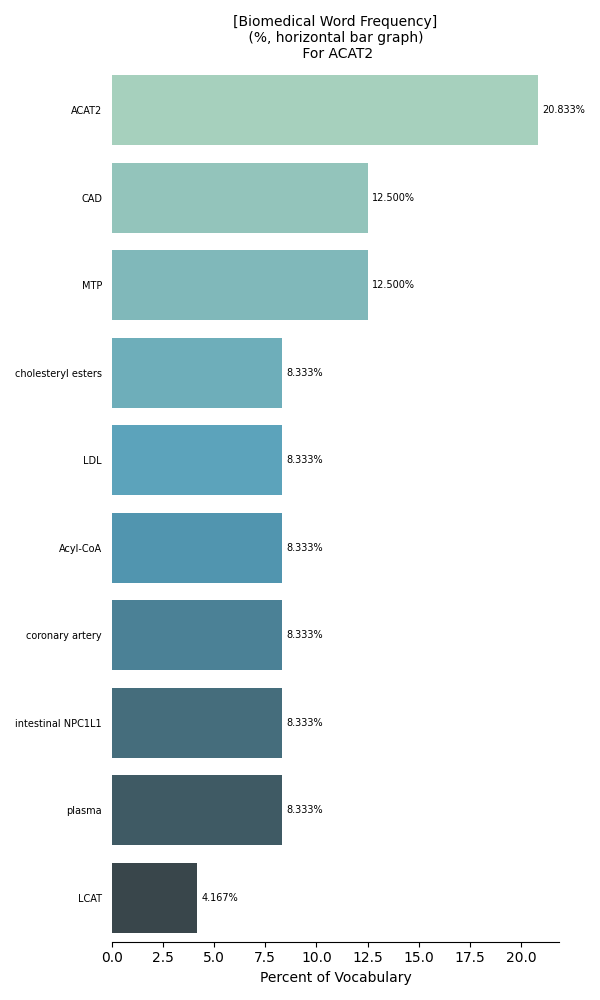 [Biomedical Word Frequency]
(%, horizontal bar graph)
For ACAT2
ACAT2
20.833%
CAD
12.500%
MTP
12.500%
cholesteryl esters
8.333%
LDL
8.333%
Acyl-CoA
8.333%
coronary artery
8.333%
intestinal NPC1L1
8.333%
plasma
8.333%
LCAT
4.167%
0.0 2.5 5.0 7.5 10.0 12.5 15.0 17.5 20.0
Percent of Vocabulary